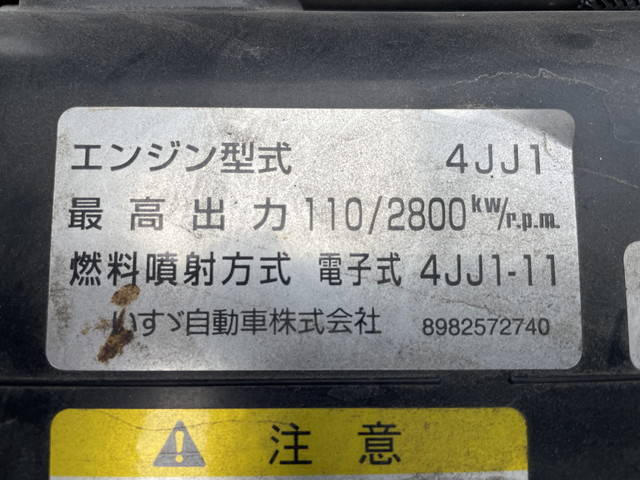 エンジン型式 4JJ1
最高出力 110/2800kW/r.p.m.
燃料噴射方式 電子式 4JJ1-11
いすゞ自動車株式会社 8982572740
注意